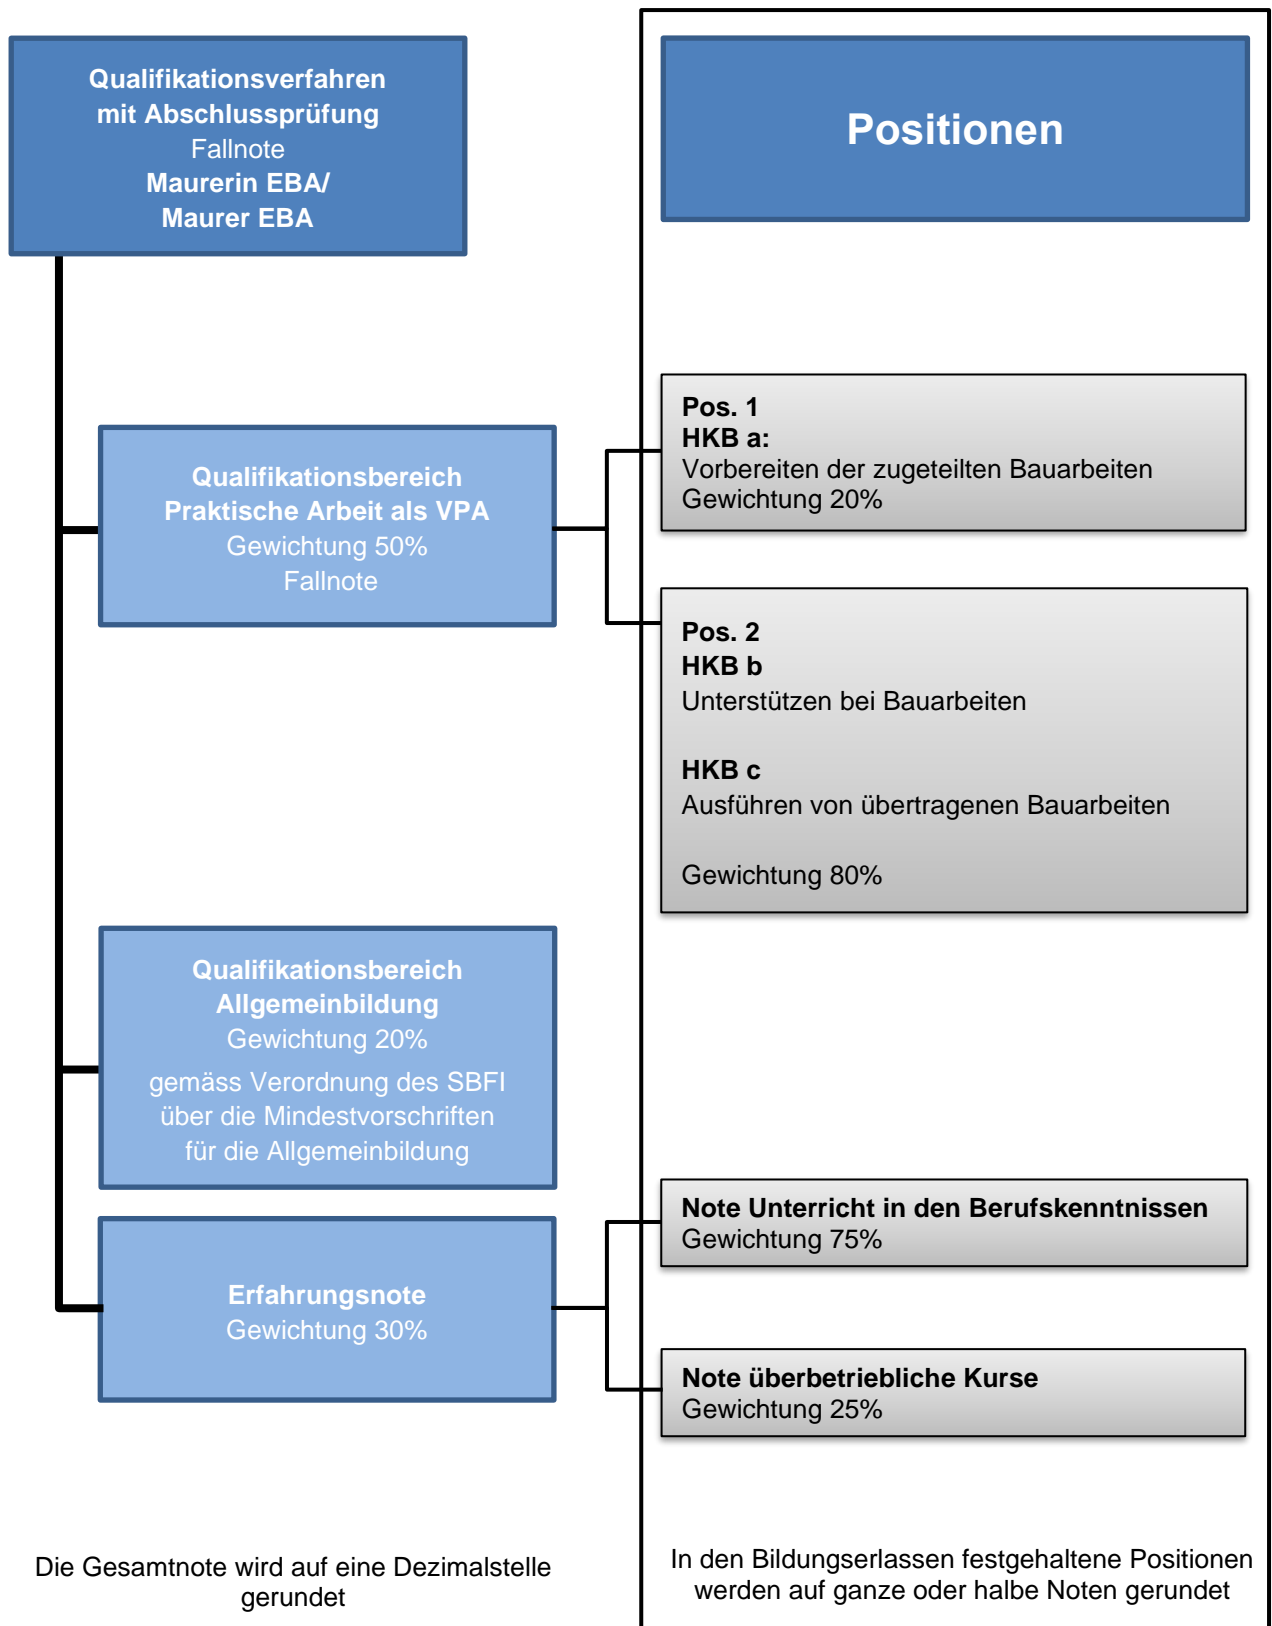 Qualifikationsverfahren
mit Abschlussprüfung
Fallnote
Maurerin EBA/
Maurer EBA
Positionen
Qualifikationsbereich
Praktische Arbeit als VPA
Gewichtung 50%
Fallnote
Pos. 1
HKB a:
Vorbereiten der zugeteilten Bauarbeiten
Gewichtung 20%
Pos. 2
HKB b
Unterstützen bei Bauarbeiten
HKB c
Ausführen von übertragenen Bauarbeiten
Gewichtung 80%
Qualifikationsbereich
Allgemeinbildung
Gewichtung 20%
gemäss Verordnung des SBFI
über die Mindestvorschriften
für die Allgemeinbildung
Erfahrungsnote
Gewichtung 30%
Note Unterricht in den Berufskenntnissen
Gewichtung 75%
Note überbetriebliche Kurse
Gewichtung 25%
Die Gesamtnote wird auf eine Dezimalstelle
gerundet
In den Bildungserlassen festgehaltene Positionen
werden auf ganze oder halbe Noten gerundet